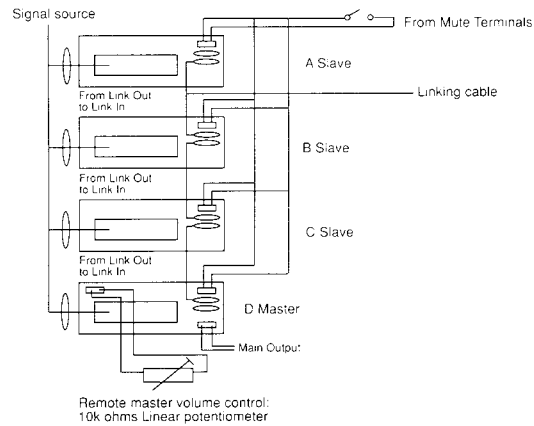 Signal source
From Mute Terminals
A Slave
From Link Out
to Link In
Linking cable
B Slave
From Link Out
to Link In
C Slave
From Link Out
to Link In
D Master
Main Output
Remote master volume control:
10k ohms Linear potentiometer